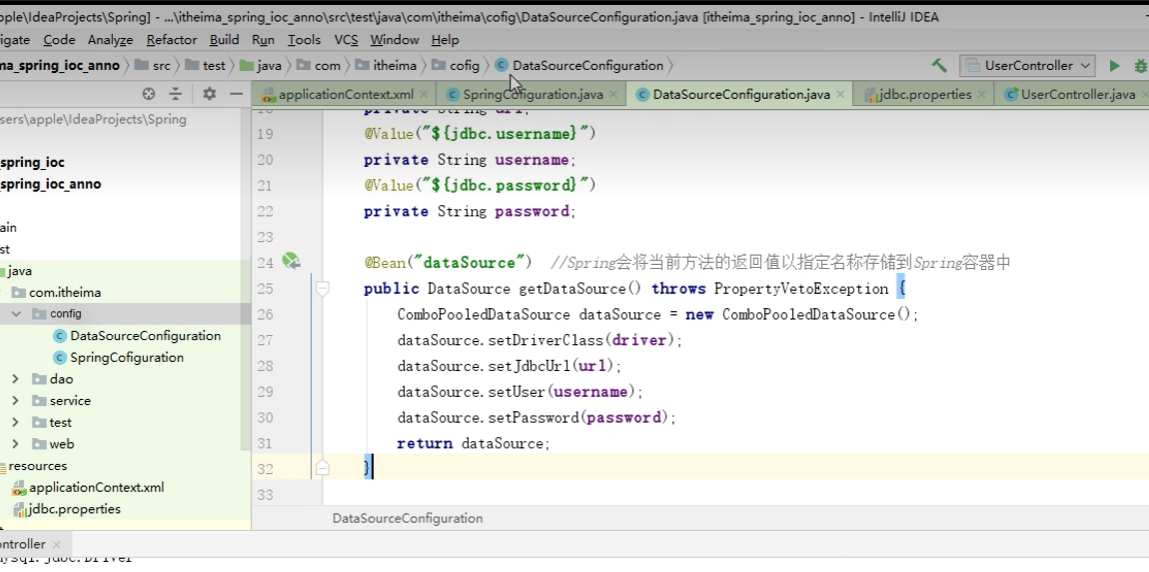 pple\IdeaProjects\Spring] - ...\itheima_spring_ioc_anno\src\test\java\com\itheima\cofig\DataSourceConfiguration.java [itheima_spring_ioc_anno] - IntelliJ IDEA
igate Code Analyze Refactor Build Run Tools VCS Window Help
ma_spring_ioc_anno src test java com itheima cofig DataSourceConfiguration UserController
applicationContext.xml SpringCofiguration.java DataSourceConfiguration.java jdbc.properties UserController.java
sers\apple\IdeaProjects\Spring
spring_ioc
spring_ioc_anno
ain
st
java
com.itheima
config
DataSourceConfiguration
SpringCofiguration
dao
service
test
web
resources
applicationContext.xml
jdbc.properties
18 private String url;
19 @Value("${jdbc.username}")
20 private String username;
21 @Value("${jdbc.password}")
22 private String password;
23
24 @Bean("dataSource") //Spring会将当前方法的返回值以指定名称存储到Spring容器中
25 public DataSource getDataSource() throws PropertyVetoException {
26 ComboPooledDataSource dataSource = new ComboPooledDataSource();
27 dataSource.setDriverClass(driver);
28 dataSource.setJdbcUrl(url);
29 dataSource.setUser(username);
30 dataSource.setPassword(password);
31 return dataSource;
32 }
33
DataSourceConfiguration
ontroller
mysql.jdbc.Driver